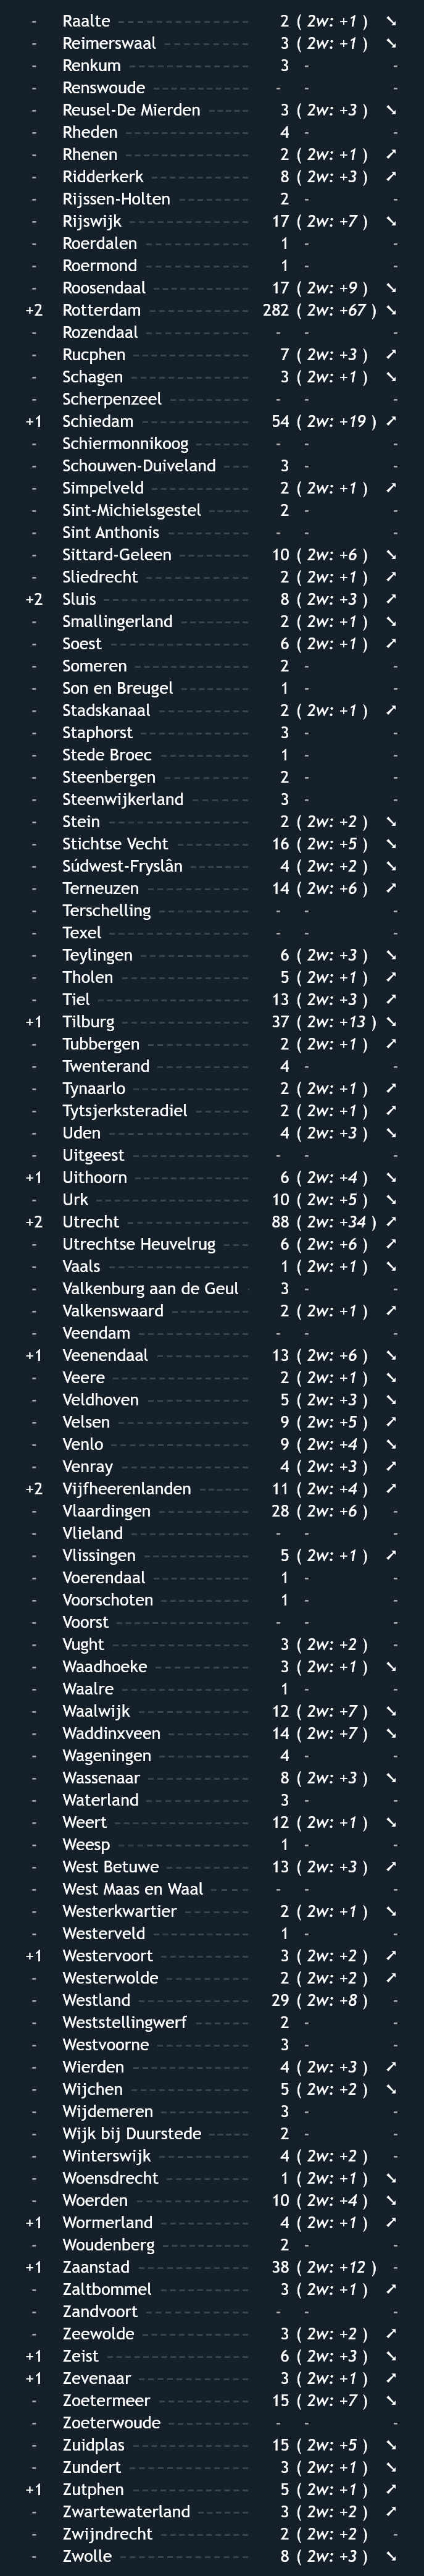 - Raalte 2 ( 2w: +1 ) ➘
- Reimerswaal 3 ( 2w: +1 ) ➘
- Renkum 3 - -
- Renswoude - - -
- Reusel-De Mierden 3 ( 2w: +3 ) ➘
- Rheden 4 - -
- Rhenen 2 ( 2w: +1 ) ➚
- Ridderkerk 8 ( 2w: +3 ) ➚
- Rijssen-Holten 2 - -
- Rijswijk 17 ( 2w: +7 ) ➘
- Roerdalen 1 - -
- Roermond 1 - -
- Roosendaal 17 ( 2w: +9 ) ➘
+2 Rotterdam 282 ( 2w: +67 ) ➘
- Rozendaal - - -
- Rucphen 7 ( 2w: +3 ) ➚
- Schagen 3 ( 2w: +1 ) ➘
- Scherpenzeel - - -
+1 Schiedam 54 ( 2w: +19 ) ➚
- Schiermonnikoog - - -
- Schouwen-Duiveland 3 - -
- Simpelveld 2 ( 2w: +1 ) ➚
- Sint-Michielsgestel 2 - -
- Sint Anthonis - - -
- Sittard-Geleen 10 ( 2w: +6 ) ➘
- Sliedrecht 2 ( 2w: +1 ) ➚
+2 Sluis 8 ( 2w: +3 ) ➚
- Smallingerland 2 ( 2w: +1 ) ➘
- Soest 6 ( 2w: +1 ) ➚
- Someren 2 - -
- Son en Breugel 1 - -
- Stadskanaal 2 ( 2w: +1 ) ➚
- Staphorst 3 - -
- Stede Broec 1 - -
- Steenbergen 2 - -
- Steenwijkerland 3 - -
- Stein 2 ( 2w: +2 ) ➘
- Stichtse Vecht 16 ( 2w: +5 ) ➘
- Súdwest-Fryslân 4 ( 2w: +2 ) ➘
- Terneuzen 14 ( 2w: +6 ) ➚
- Terschelling - - -
- Texel - - -
- Teylingen 6 ( 2w: +3 ) ➘
- Tholen 5 ( 2w: +1 ) ➚
- Tiel 13 ( 2w: +3 ) ➚
+1 Tilburg 37 ( 2w: +13 ) ➘
- Tubbergen 2 ( 2w: +1 ) ➚
- Twenterand 4 - -
- Tynaarlo 2 ( 2w: +1 ) ➚
- Tytsjerksteradiel 2 ( 2w: +1 ) ➚
- Uden 4 ( 2w: +3 ) ➘
- Uitgeest - - -
+1 Uithoorn 6 ( 2w: +4 ) ➘
- Urk 10 ( 2w: +5 ) ➘
+2 Utrecht 88 ( 2w: +34 ) ➚
- Utrechtse Heuvelrug 6 ( 2w: +6 ) ➚
- Vaals 1 ( 2w: +1 ) ➘
- Valkenburg aan de Geul 3 - -
- Valkenswaard 2 ( 2w: +1 ) ➚
- Veendam - - -
+1 Veenendaal 13 ( 2w: +6 ) ➘
- Veere 2 ( 2w: +1 ) ➘
- Veldhoven 5 ( 2w: +3 ) ➘
- Velsen 9 ( 2w: +5 ) ➚
- Venlo 9 ( 2w: +4 ) ➘
- Venray 4 ( 2w: +3 ) ➚
+2 Vijfheerenlanden 11 ( 2w: +4 ) ➚
- Vlaardingen 28 ( 2w: +6 ) -
- Vlieland - - -
- Vlissingen 5 ( 2w: +1 ) ➚
- Voerendaal 1 - -
- Voorschoten 1 - -
- Voorst - - -
- Vught 3 ( 2w: +2 ) -
- Waadhoeke 3 ( 2w: +1 ) ➘
- Waalre 1 - -
- Waalwijk 12 ( 2w: +7 ) ➘
- Waddinxveen 14 ( 2w: +7 ) ➘
- Wageningen 4 - -
- Wassenaar 8 ( 2w: +3 ) ➘
- Waterland 3 - -
- Weert 12 ( 2w: +1 ) ➘
- Weesp 1 - -
- West Betuwe 13 ( 2w: +3 ) ➚
- West Maas en Waal - - -
- Westerkwartier 2 ( 2w: +1 ) ➘
- Westerveld 1 - -
+1 Westervoort 3 ( 2w: +2 ) ➚
- Westerwolde 2 ( 2w: +2 ) ➚
- Westland 29 ( 2w: +8 ) -
- Weststellingwerf 2 - -
- Westvoorne 3 - -
- Wierden 4 ( 2w: +3 ) ➚
- Wijchen 5 ( 2w: +2 ) ➘
- Wijdemeren 3 - -
- Wijk bij Duurstede 2 - -
- Winterswijk 4 ( 2w: +2 ) -
- Woensdrecht 1 ( 2w: +1 ) ➘
- Woerden 10 ( 2w: +4 ) ➘
+1 Wormerland 4 ( 2w: +1 ) ➚
- Woudenberg 2 - -
+1 Zaanstad 38 ( 2w: +12 ) -
- Zaltbommel 3 ( 2w: +1 ) ➚
- Zandvoort - - -
- Zeewolde 3 ( 2w: +2 ) ➚
+1 Zeist 6 ( 2w: +3 ) ➘
+1 Zevenaar 3 ( 2w: +1 ) ➚
- Zoetermeer 15 ( 2w: +7 ) ➘
- Zoeterwoude - - -
- Zuidplas 15 ( 2w: +5 ) ➘
- Zundert 3 ( 2w: +1 ) ➘
+1 Zutphen 5 ( 2w: +1 ) ➚
- Zwartewaterland 3 ( 2w: +2 ) ➚
- Zwijndrecht 2 ( 2w: +2 ) -
- Zwolle 8 ( 2w: +3 ) ➘